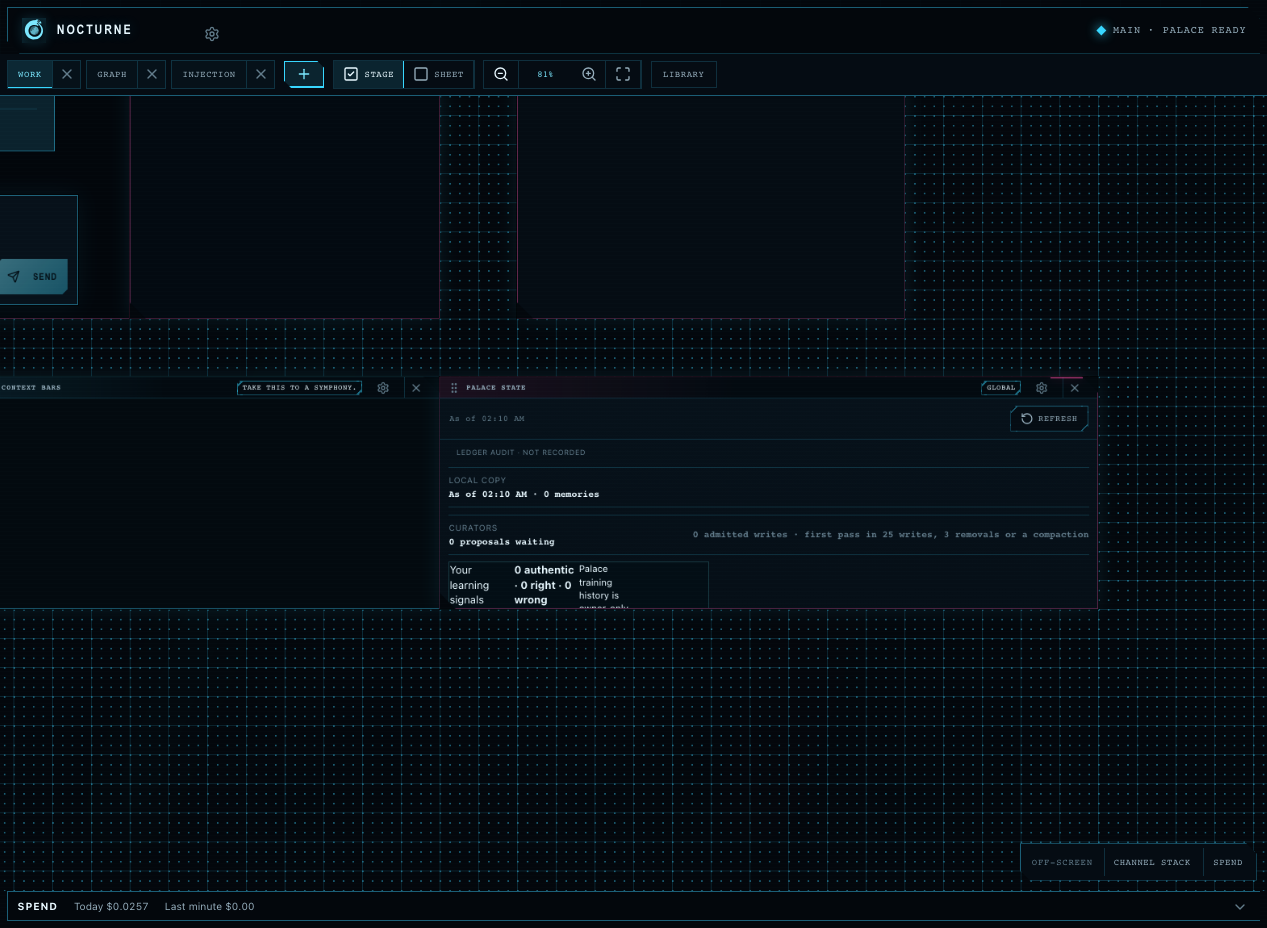 NOCTURNE
MAIN · PALACE READY
WORK
GRAPH
INJECTION
STAGE
SHEET
81%
LIBRARY
SEND
CONTEXT BARS
TAKE THIS TO A SYMPHONY.
PALACE STATE
GLOBAL
As of 02:10 AM
REFRESH
LEDGER AUDIT · NOT RECORDED
LOCAL COPY
As of 02:10 AM · 0 memories
CURATORS
0 proposals waiting
0 admitted writes · first pass in 25 writes, 3 removals or a compaction
Your
learning
signals
0 authentic
· 0 right · 0
wrong
Palace
training
history is
owner-only
OFF-SCREEN
CHANNEL STACK
SPEND
SPEND
Today $0.0257
Last minute $0.00